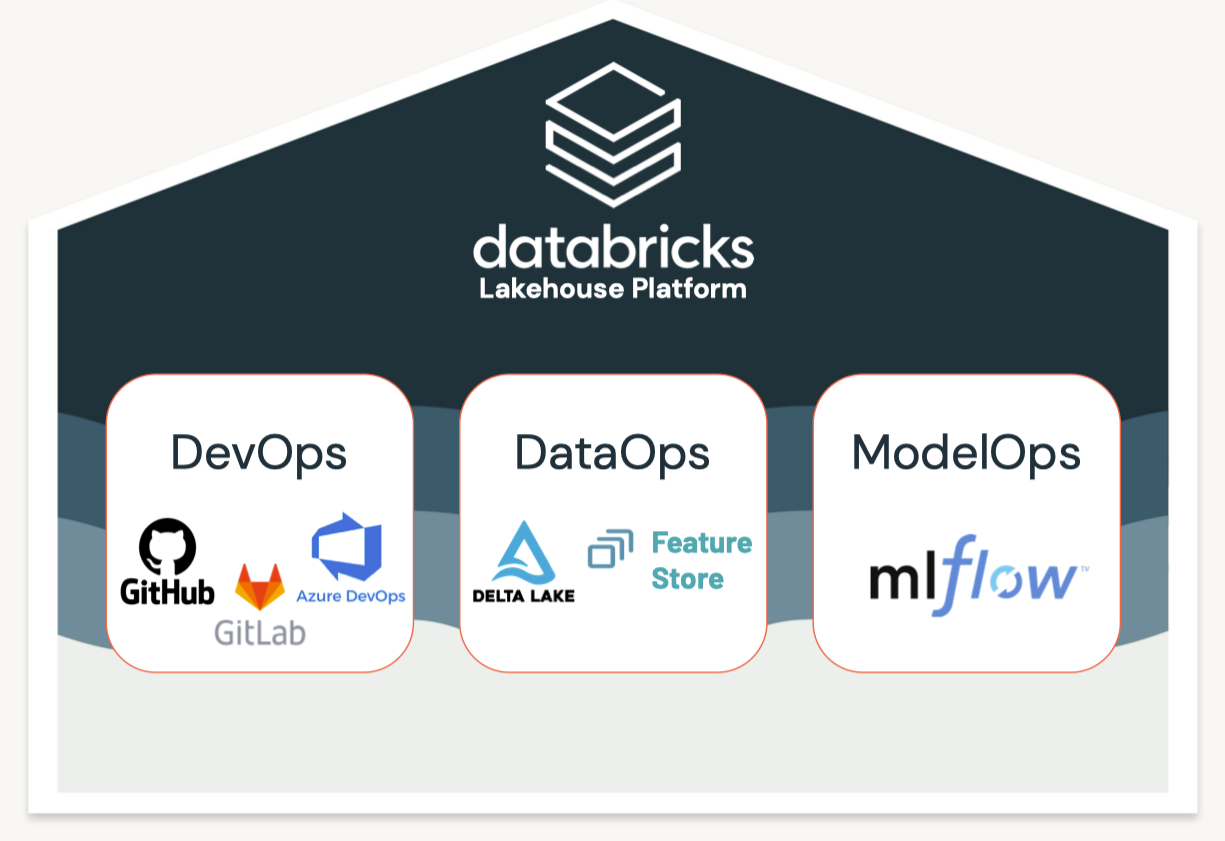 databricks
Lakehouse Platform
DevOps
GitHub
GitLab
Azure DevOps
DataOps
DELTA LAKE
Feature
Store
ModelOps
mlflow™